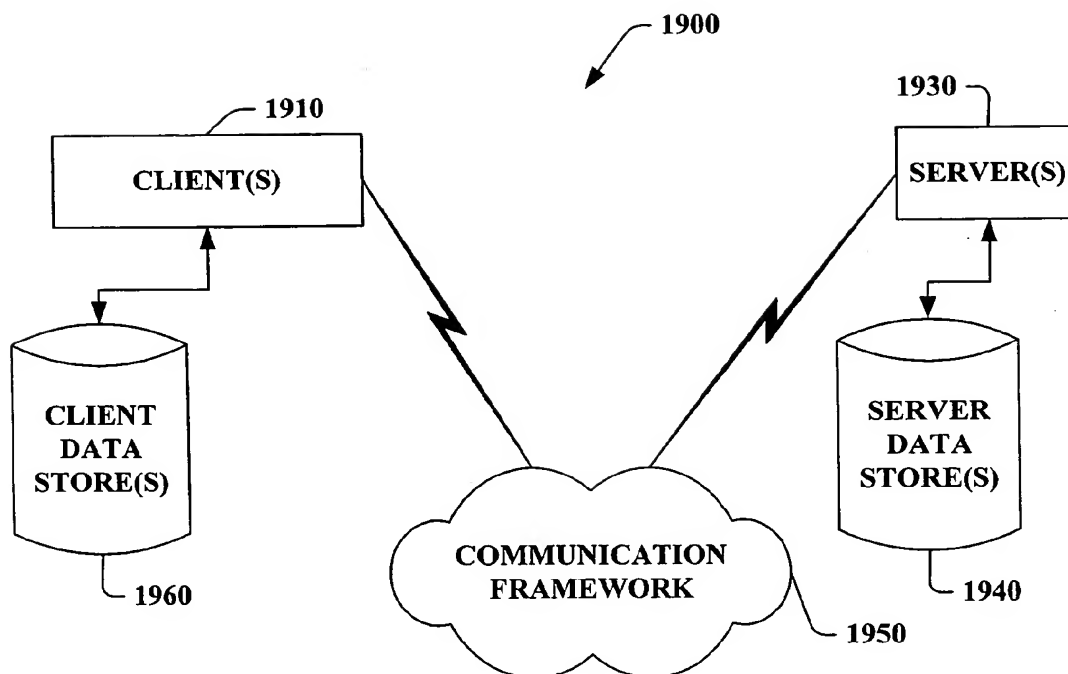 1900
1910
1930
CLIENT(S)
SERVER(S)
CLIENT
DATA
STORE(S)
SERVER
DATA
STORE(S)
COMMUNICATION
FRAMEWORK
1960
1940
1950